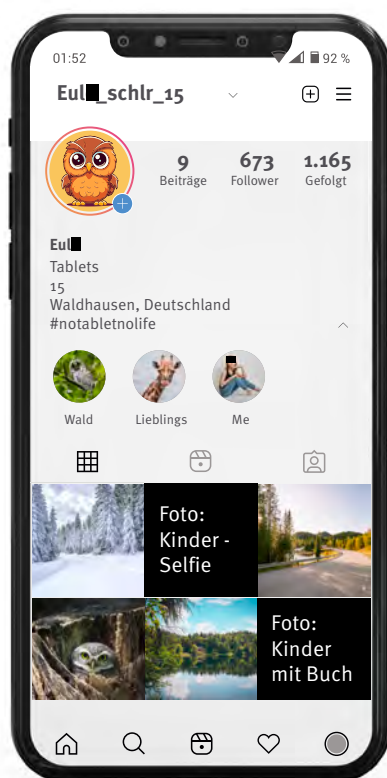 01:52
92 %
Eul_schlr_15
9 673 1.165
Beiträge Follower Gefolgt
Eul
Tablets
15
Waldhausen, Deutschland
#notabletnolife
Wald Lieblings Me
Foto:
Kinder -
Selfie
Foto:
Kinder
mit Buch